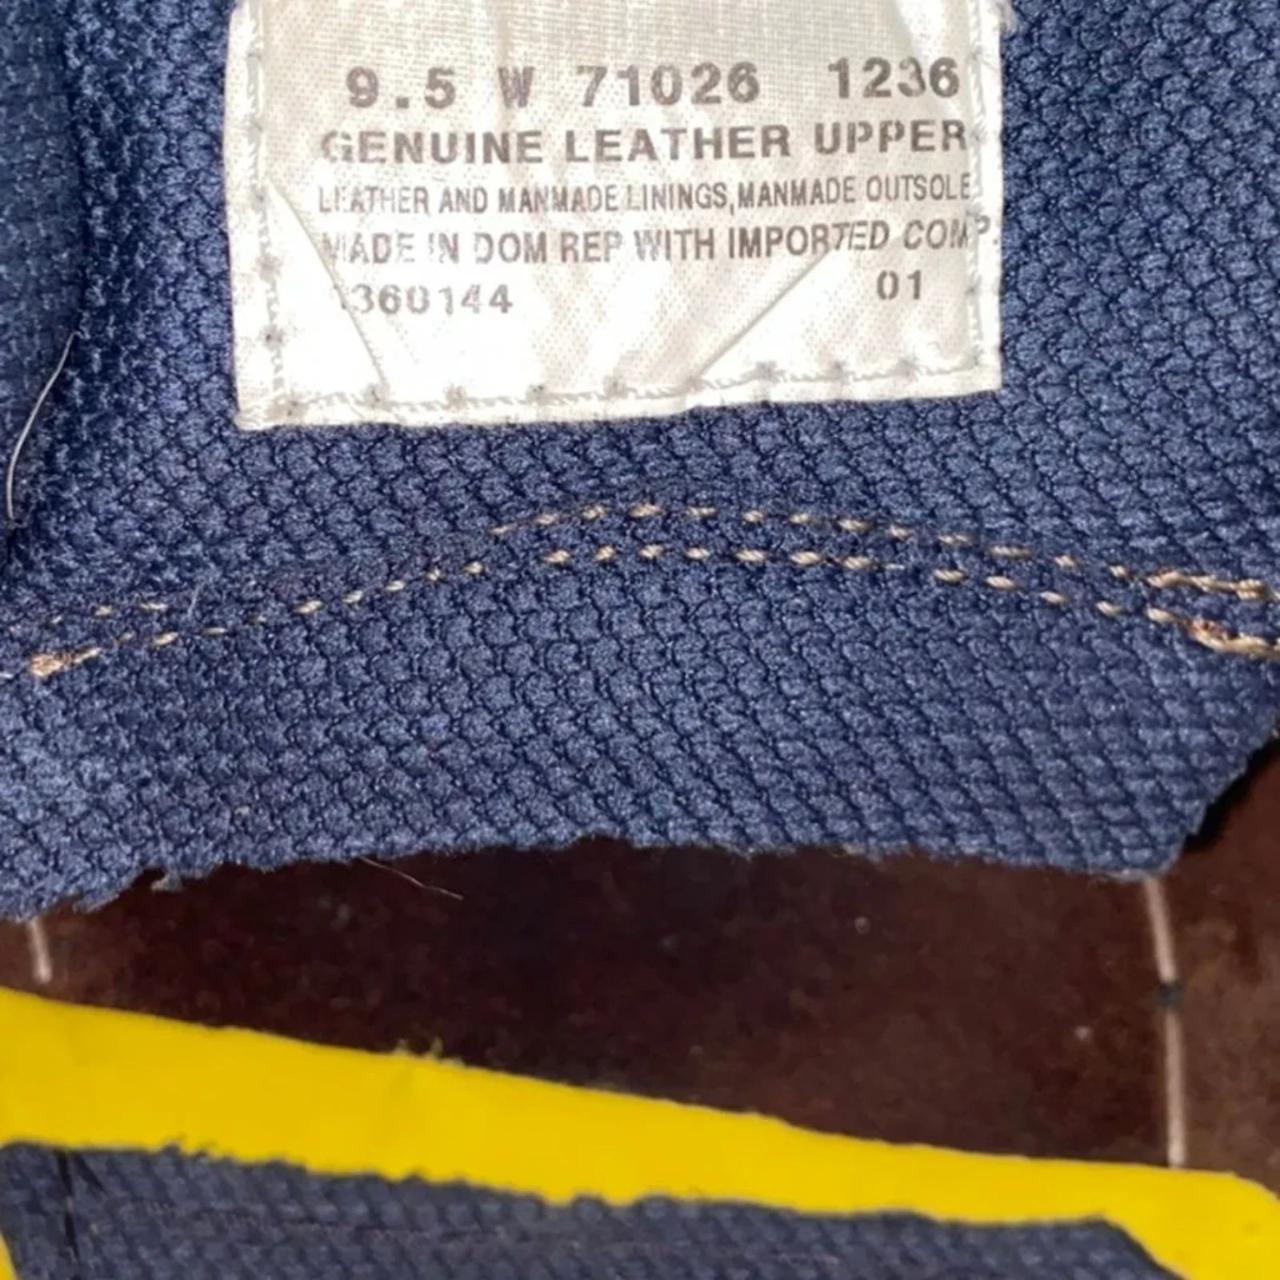 9.5 W 71026 1236
GENUINE LEATHER UPPER
LEATHER AND MANMADE LININGS,MANMADE OUTSOLE
MADE IN DOM REP WITH IMPORTED COMP.
01